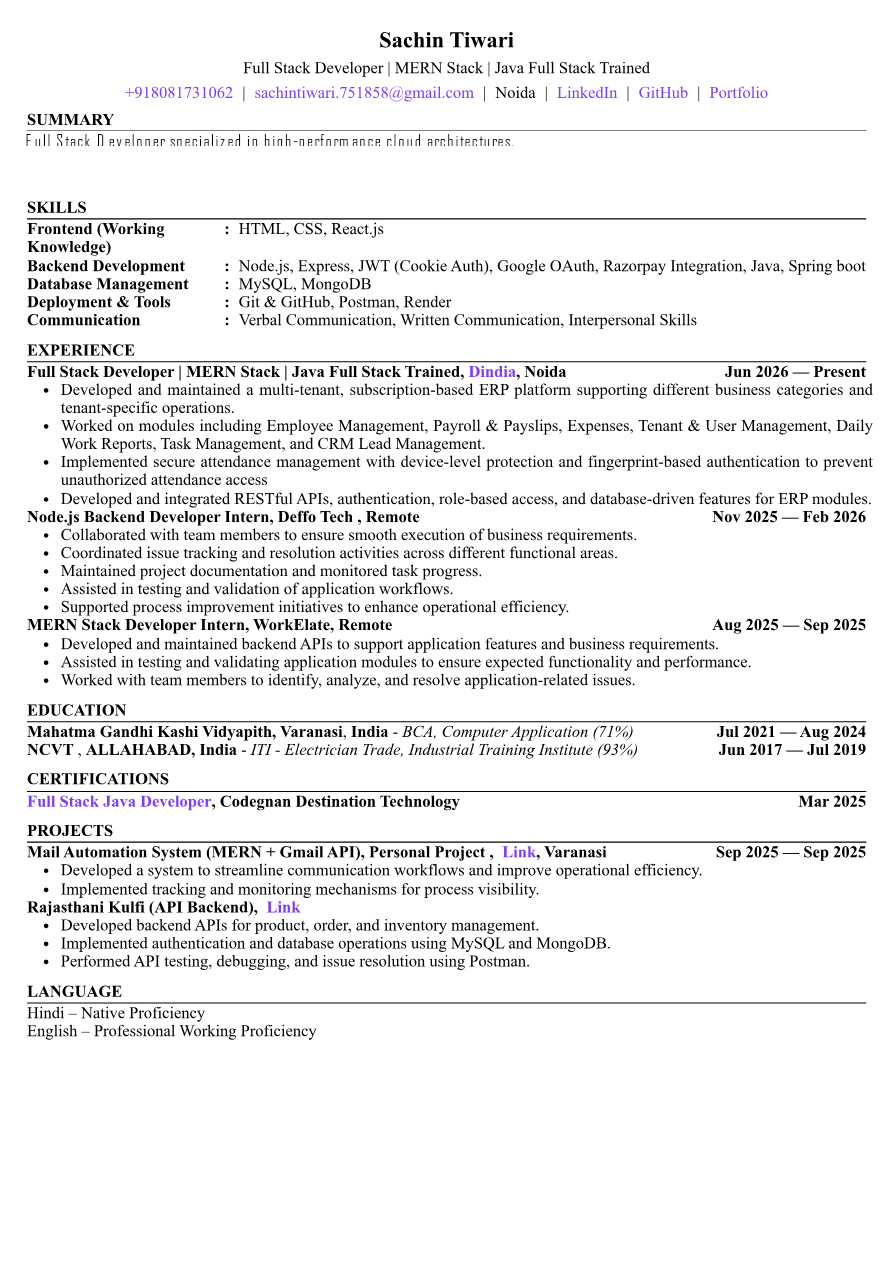 Sachin Tiwari
Full Stack Developer | MERN Stack | Java Full Stack Trained
+918081731062 | sachintiwari.751858@gmail.com | Noida | LinkedIn | GitHub | Portfolio
SUMMARY
Full Stack Developer specialized in high-performance cloud architectures.
SKILLS
Frontend (Working : HTML, CSS, React.js
Knowledge)
Backend Development : Node.js, Express, JWT (Cookie Auth), Google OAuth, Razorpay Integration, Java, Spring boot
Database Management : MySQL, MongoDB
Deployment & Tools : Git & GitHub, Postman, Render
Communication : Verbal Communication, Written Communication, Interpersonal Skills
EXPERIENCE
Full Stack Developer | MERN Stack | Java Full Stack Trained, Dindia, Noida Jun 2026 — Present
• Developed and maintained a multi-tenant, subscription-based ERP platform supporting different business categories and
tenant-specific operations.
• Worked on modules including Employee Management, Payroll & Payslips, Expenses, Tenant & User Management, Daily
Work Reports, Task Management, and CRM Lead Management.
• Implemented secure attendance management with device-level protection and fingerprint-based authentication to prevent
unauthorized attendance access
• Developed and integrated RESTful APIs, authentication, role-based access, and database-driven features for ERP modules.
Node.js Backend Developer Intern, Deffo Tech , Remote Nov 2025 — Feb 2026
• Collaborated with team members to ensure smooth execution of business requirements.
• Coordinated issue tracking and resolution activities across different functional areas.
• Maintained project documentation and monitored task progress.
• Assisted in testing and validation of application workflows.
• Supported process improvement initiatives to enhance operational efficiency.
MERN Stack Developer Intern, WorkElate, Remote Aug 2025 — Sep 2025
• Developed and maintained backend APIs to support application features and business requirements.
• Assisted in testing and validating application modules to ensure expected functionality and performance.
• Worked with team members to identify, analyze, and resolve application-related issues.
EDUCATION
Mahatma Gandhi Kashi Vidyapith, Varanasi, India - BCA, Computer Application (71%) Jul 2021 — Aug 2024
NCVT , ALLAHABAD, India - ITI - Electrician Trade, Industrial Training Institute (93%) Jun 2017 — Jul 2019
CERTIFICATIONS
Full Stack Java Developer, Codegnan Destination Technology Mar 2025
PROJECTS
Mail Automation System (MERN + Gmail API), Personal Project , Link, Varanasi Sep 2025 — Sep 2025
• Developed a system to streamline communication workflows and improve operational efficiency.
• Implemented tracking and monitoring mechanisms for process visibility.
Rajasthani Kulfi (API Backend), Link
• Developed backend APIs for product, order, and inventory management.
• Implemented authentication and database operations using MySQL and MongoDB.
• Performed API testing, debugging, and issue resolution using Postman.
LANGUAGE
Hindi – Native Proficiency
English – Professional Working Proficiency